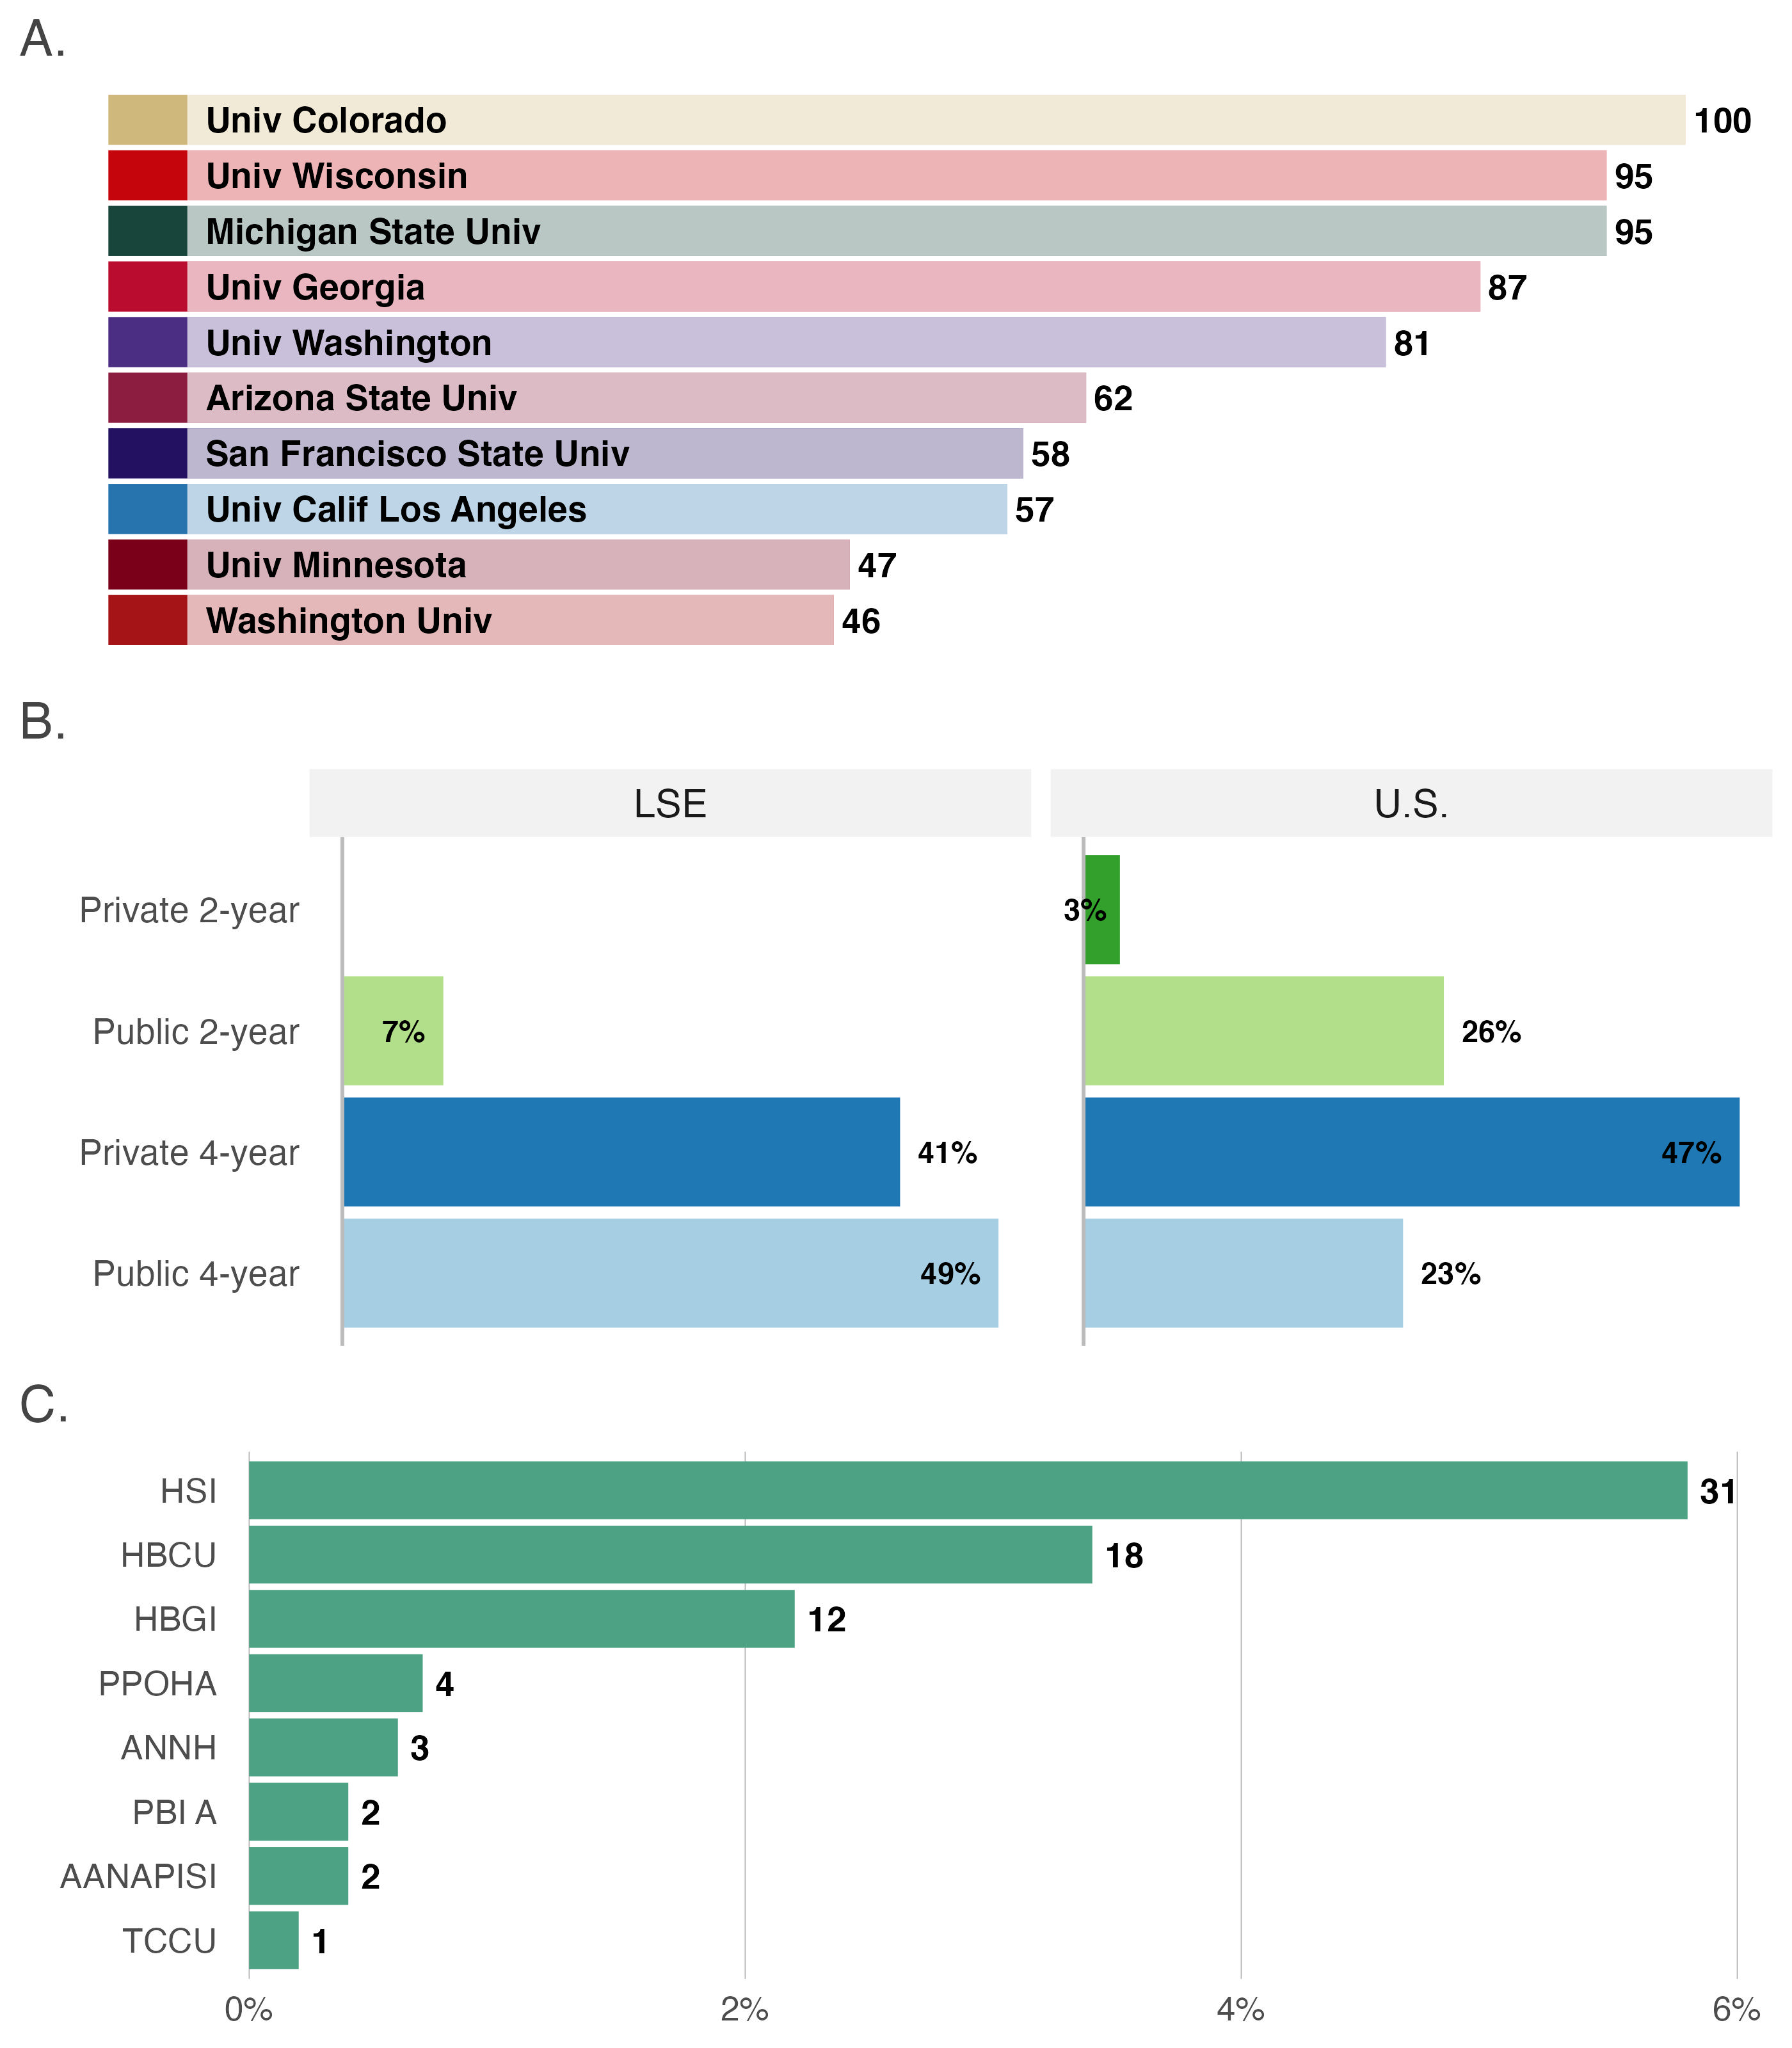 A.
Univ Colorado 100
Univ Wisconsin 95
Michigan State Univ 95
Univ Georgia 87
Univ Washington 81
Arizona State Univ 62
San Francisco State Univ 58
Univ Calif Los Angeles 57
Univ Minnesota 47
Washington Univ 46
B.
LSE U.S.
Private 2-year 3%
Public 2-year 7% 26%
Private 4-year 41% 47%
Public 4-year 49% 23%
C.
HSI 31
HBCU 18
HBGI 12
PPOHA 4
ANNH 3
PBI A 2
AANAPISI 2
TCCU 1
0% 2% 4% 6%